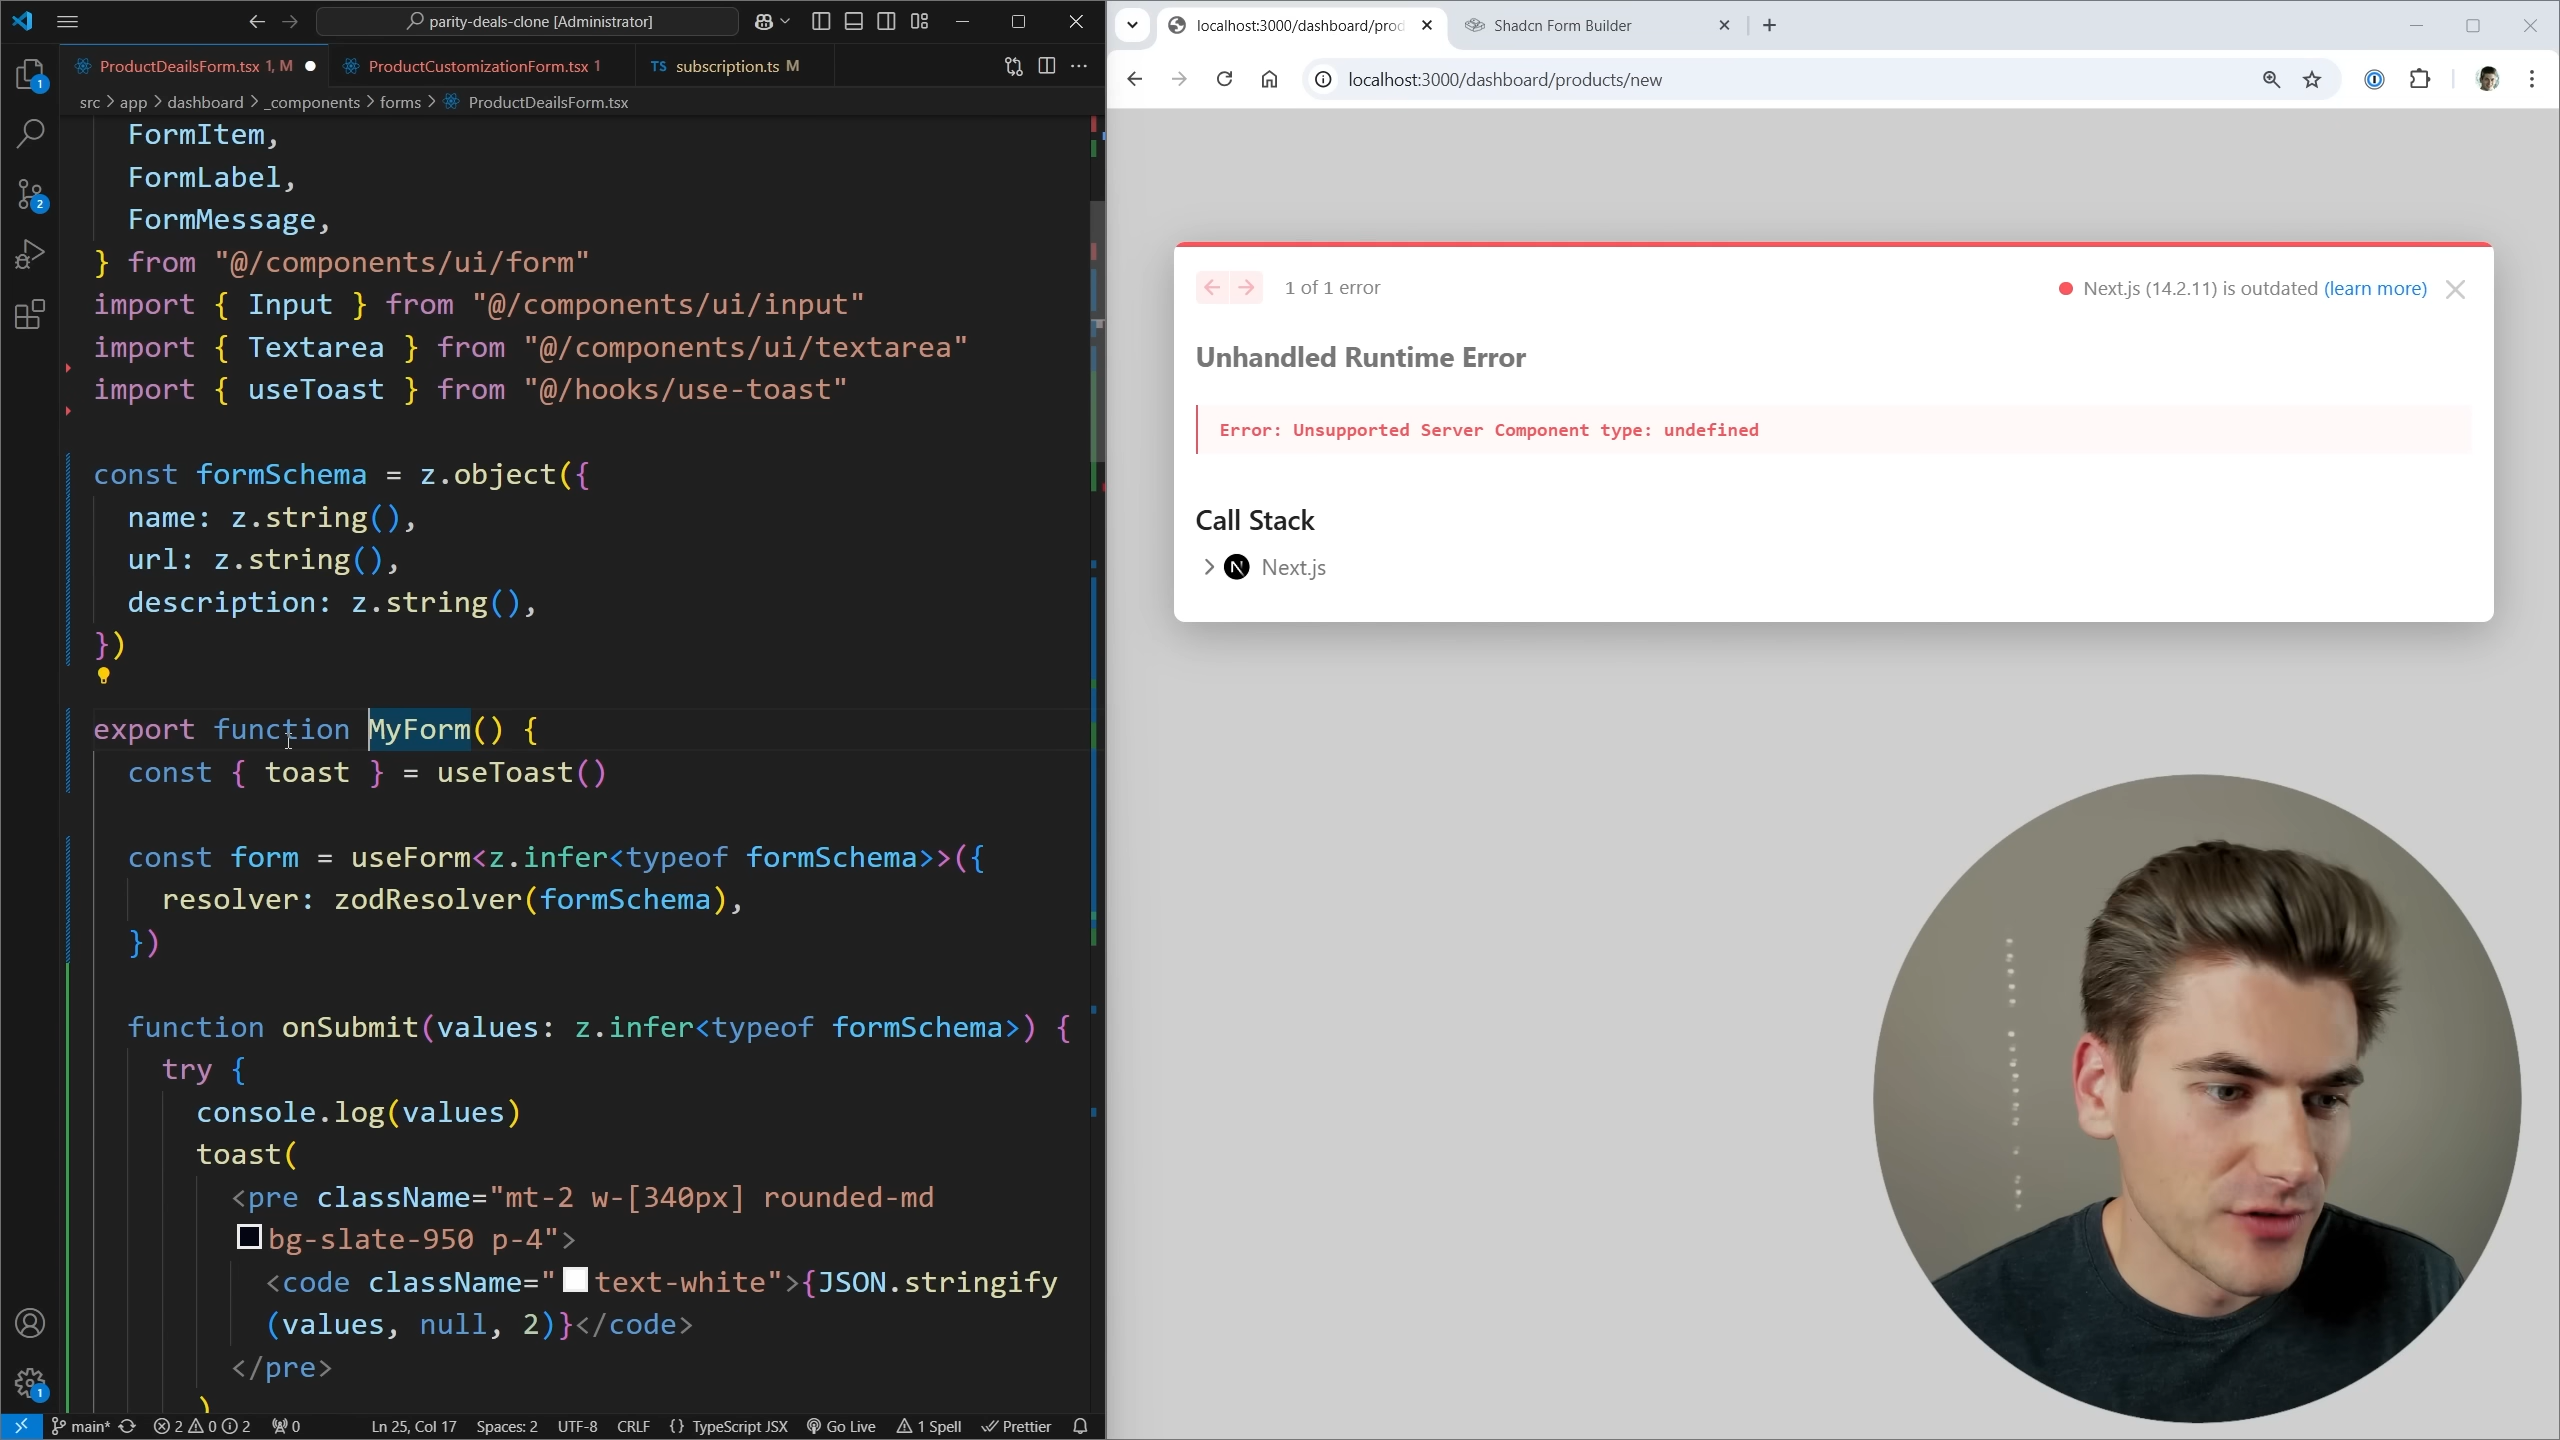 parity-deals-clone [Administrator]
ProductDeailsForm.tsx 1, M
ProductCustomizationForm.tsx 1
TS subscription.ts M
src > app > dashboard > _components > forms > ProductDeailsForm.tsx
FormItem,
FormLabel,
FormMessage,
} from "@/components/ui/form"
import { Input } from "@/components/ui/input"
import { Textarea } from "@/components/ui/textarea"
import { useToast } from "@/hooks/use-toast"
const formSchema = z.object({
name: z.string(),
url: z.string(),
description: z.string(),
})
export function MyForm() {
const { toast } = useToast()
const form = useForm<z.infer<typeof formSchema>>({
resolver: zodResolver(formSchema),
})
function onSubmit(values: z.infer<typeof formSchema>) {
try {
console.log(values)
toast(
<pre className="mt-2 w-[340px] rounded-md
bg-slate-950 p-4">
<code className="text-white">{JSON.stringify
(values, null, 2)}</code>
</pre>
)
1
2
1
main*
2 0 2
0
Ln 25, Col 17
Spaces: 2
UTF-8
CRLF
{ } TypeScript JSX
Go Live
1 Spell
Prettier
localhost:3000/dashboard/prod
Shadcn Form Builder
localhost:3000/dashboard/products/new
1 of 1 error
Next.js (14.2.11) is outdated (learn more)
Unhandled Runtime Error
Error: Unsupported Server Component type: undefined
Call Stack
N Next.js